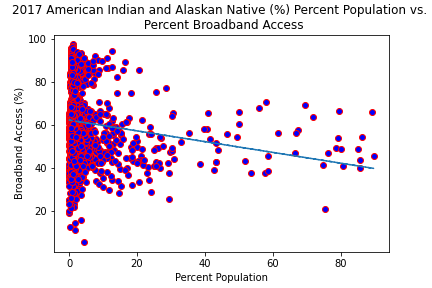 2017 American Indian and Alaskan Native (%) Percent Population vs.
Percent Broadband Access
100
80
60
40
20
Broadband Access (%)
0
20
40
60
80
Percent Population